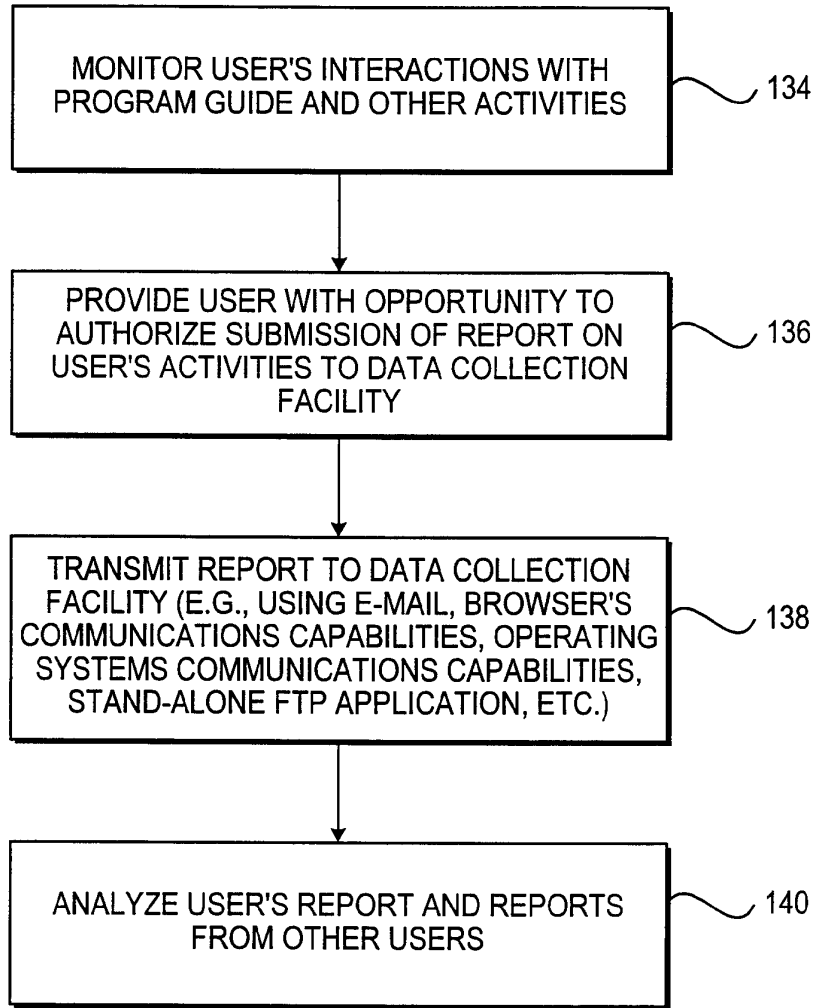 MONITOR USER'S INTERACTIONS WITH
PROGRAM GUIDE AND OTHER ACTIVITIES
134
PROVIDE USER WITH OPPORTUNITY TO
AUTHORIZE SUBMISSION OF REPORT ON
USER'S ACTIVITIES TO DATA COLLECTION
FACILITY
136
TRANSMIT REPORT TO DATA COLLECTION
FACILITY (E.G., USING E-MAIL, BROWSER'S
COMMUNICATIONS CAPABILITIES, OPERATING
SYSTEMS COMMUNICATIONS CAPABILITIES,
STAND-ALONE FTP APPLICATION, ETC.)
138
ANALYZE USER'S REPORT AND REPORTS
FROM OTHER USERS
140